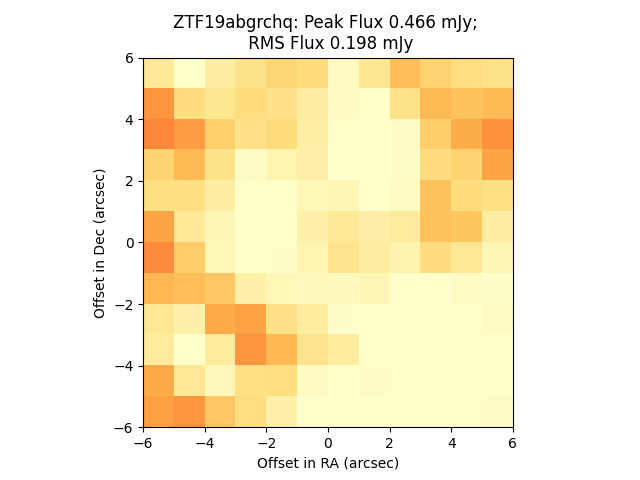 ZTF19abgrchq: Peak Flux 0.466 mJy;
RMS Flux 0.198 mJy
6
4
2
0
−2
−4
−6
Offset in Dec (arcsec)
−6 −4 −2 0 2 4 6
Offset in RA (arcsec)